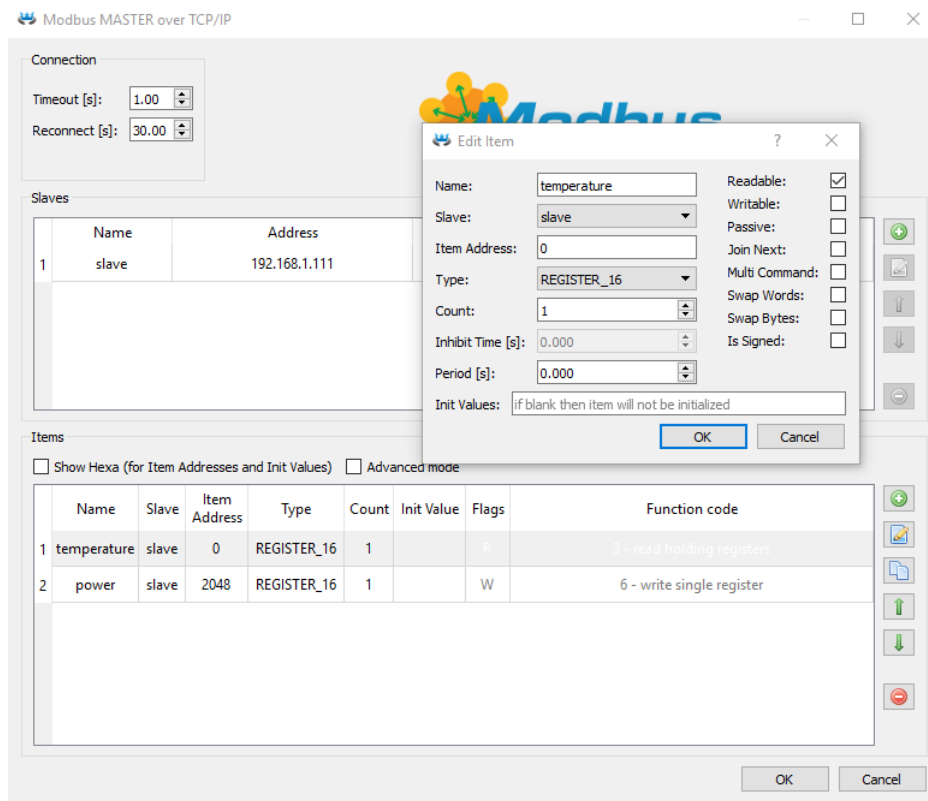 Modbus MASTER over TCP/IP
Connection
Timeout [s]: 1.00
Reconnect [s]: 30.00
Modbus
Slaves
Name Address
1 slave 192.168.1.111
Edit Item ?
Name: temperature
Slave: slave
Item Address: 0
Type: REGISTER_16
Count: 1
Inhibit Time [s]: 0.000
Period [s]: 0.000
Init Values: if blank then item will not be initialized
Readable:
Writable:
Passive:
Join Next:
Multi Command:
Swap Words:
Swap Bytes:
Is Signed:
OK Cancel
Items
Show Hexa (for Item Addresses and Init Values) Advanced mode
Name Slave Item Address Type Count Init Value Flags Function code
1 temperature slave 0 REGISTER_16 1 R 3 - read holding registers
2 power slave 2048 REGISTER_16 1 W 6 - write single register
OK Cancel